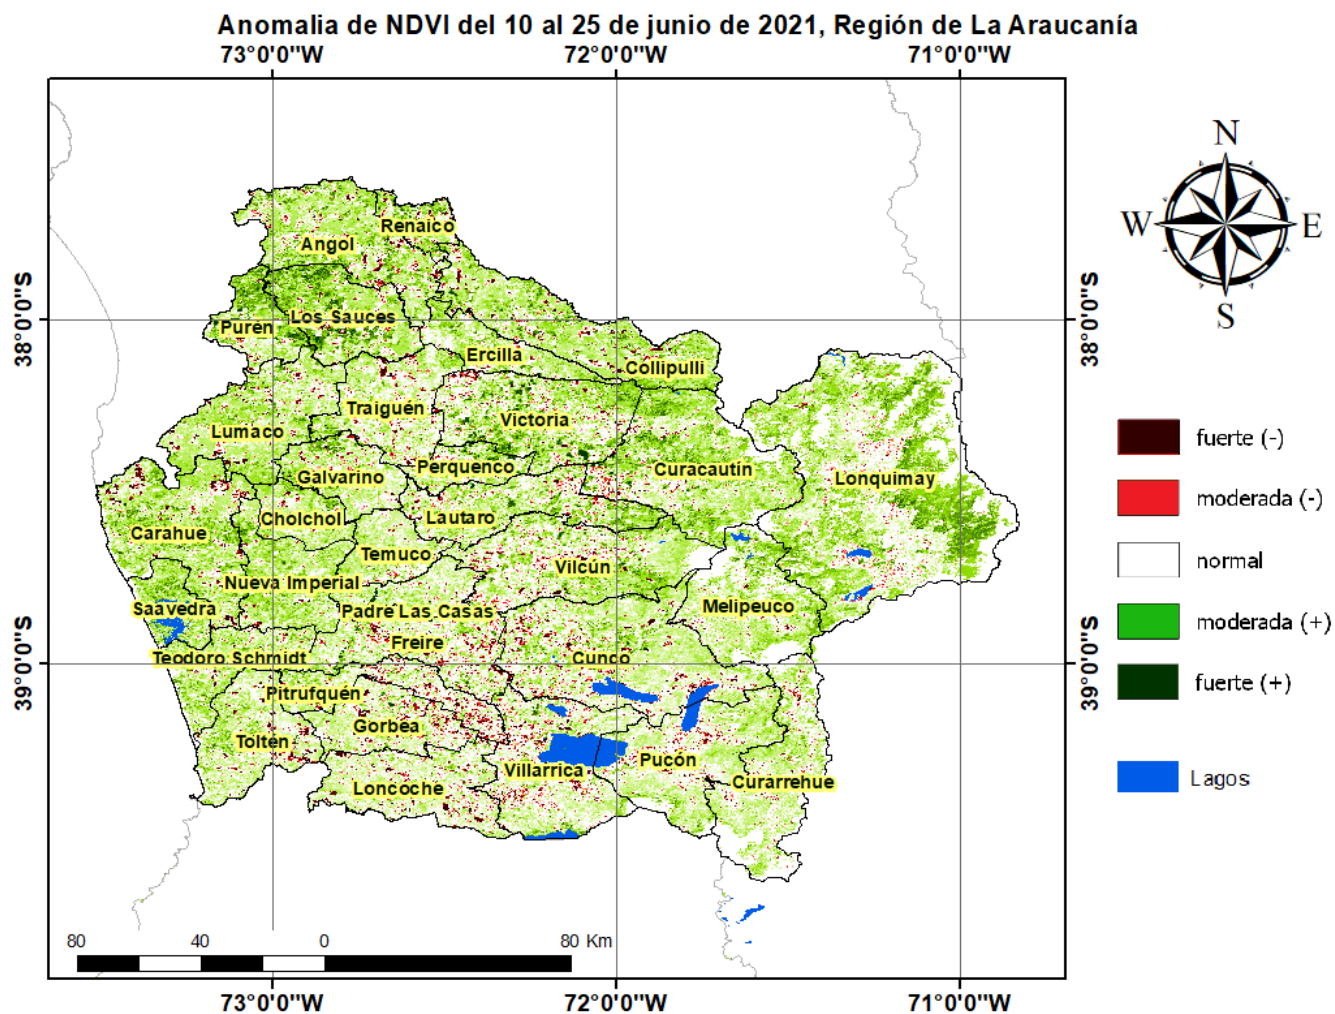 Anomalia de NDVI del 10 al 25 de junio de 2021, Región de La Araucanía
73°0'0"W 72°0'0"W 71°0'0"W
N
W E
S
38°0'0"S 38°0'0"S
39°0'0"S 39°0'0"S
Renaico
Angol
Los Sauces
Purén
Ercilla
Collipulli
Traiguén
Victoria
Lumaco
Perquenco
Curacautín
Galvarino
Lonquimay
Cholchol
Lautaro
Carahue
Temuco
Vilcún
Nueva Imperial
Saavedra
Padre Las Casas
Melipeuco
Freire
Teodoro Schmidt
Cunco
Pitrufquén
Gorbea
Toltén
Pucón
Villarrica
Curarrehue
Loncoche
fuerte (-)
moderada (-)
normal
moderada (+)
fuerte (+)
Lagos
80 40 0 80 Km
73°0'0"W 72°0'0"W 71°0'0"W